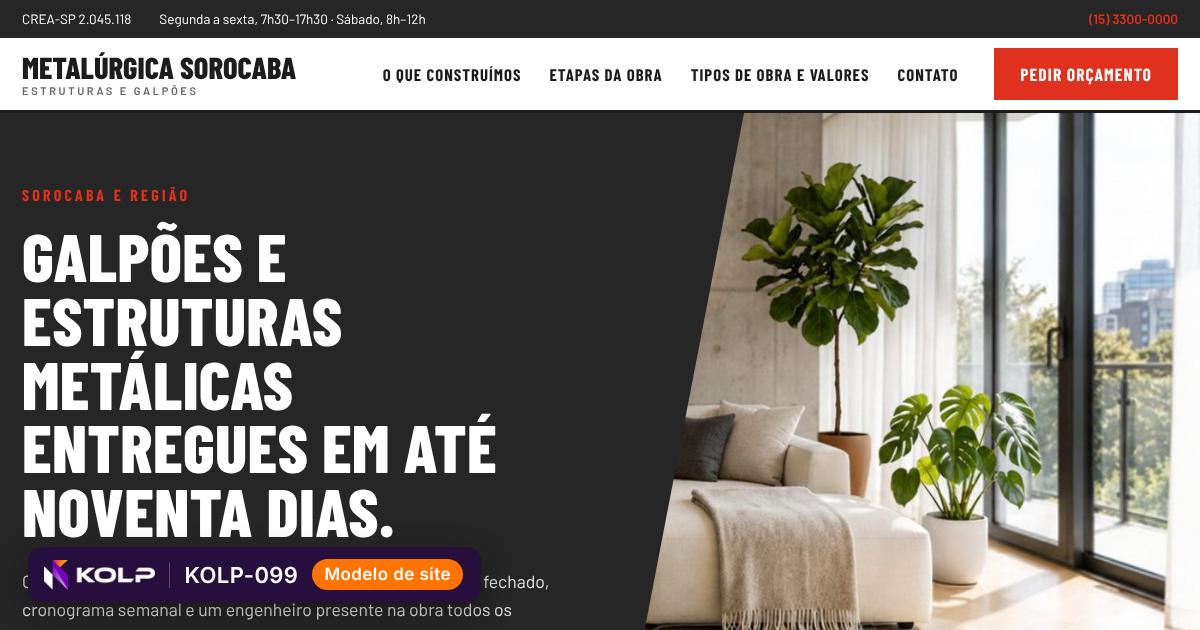 CREA-SP 2.045.118 Segunda a sexta, 7h30–17h30 · Sábado, 8h–12h (15) 3300-0000
METALÚRGICA SOROCABA
ESTRUTURAS E GALPÕES
O QUE CONSTRUÍMOS ETAPAS DA OBRA TIPOS DE OBRA E VALORES CONTATO PEDIR ORÇAMENTO
SOROCABA E REGIÃO
GALPÕES E
ESTRUTURAS
METÁLICAS
ENTREGUES EM ATÉ
NOVENTA DIAS.
fechado,
KOLP KOLP-099 Modelo de site
cronograma semanal e um engenheiro presente na obra todos os